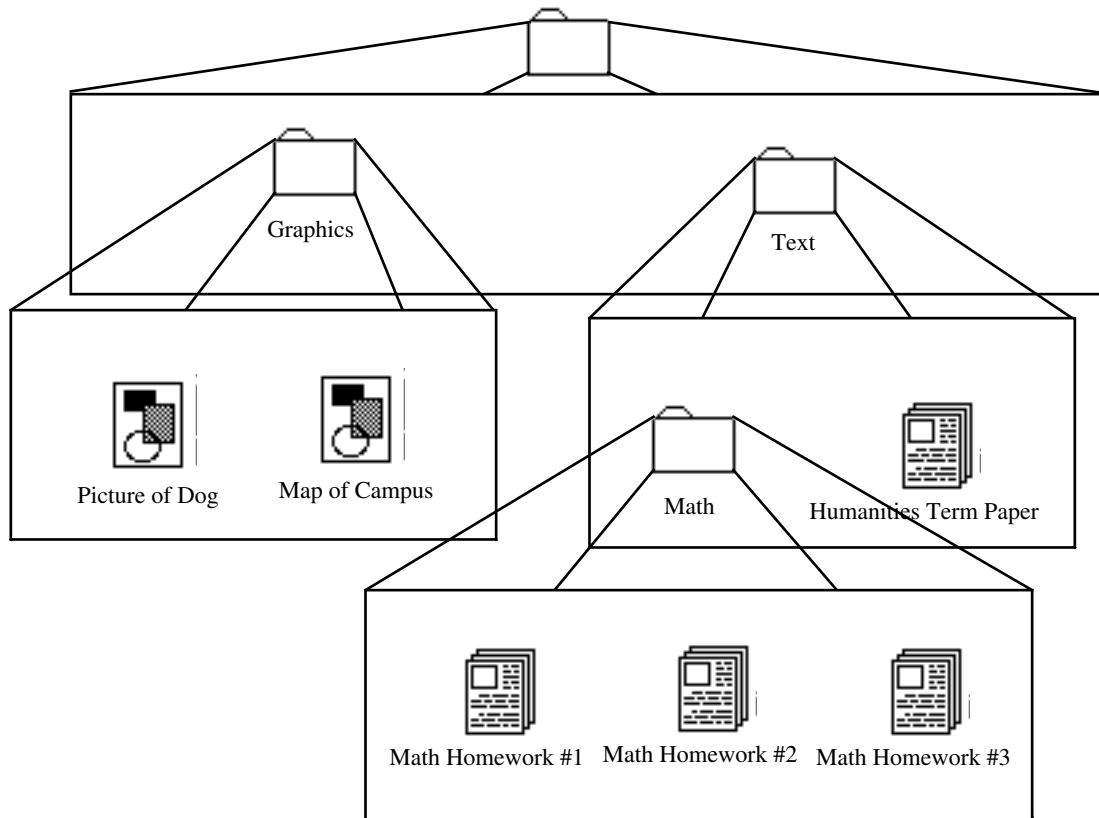 Graphics
Text
Picture of Dog
Map of Campus
Math
Humanities Term Paper
Math Homework #1
Math Homework #2
Math Homework #3